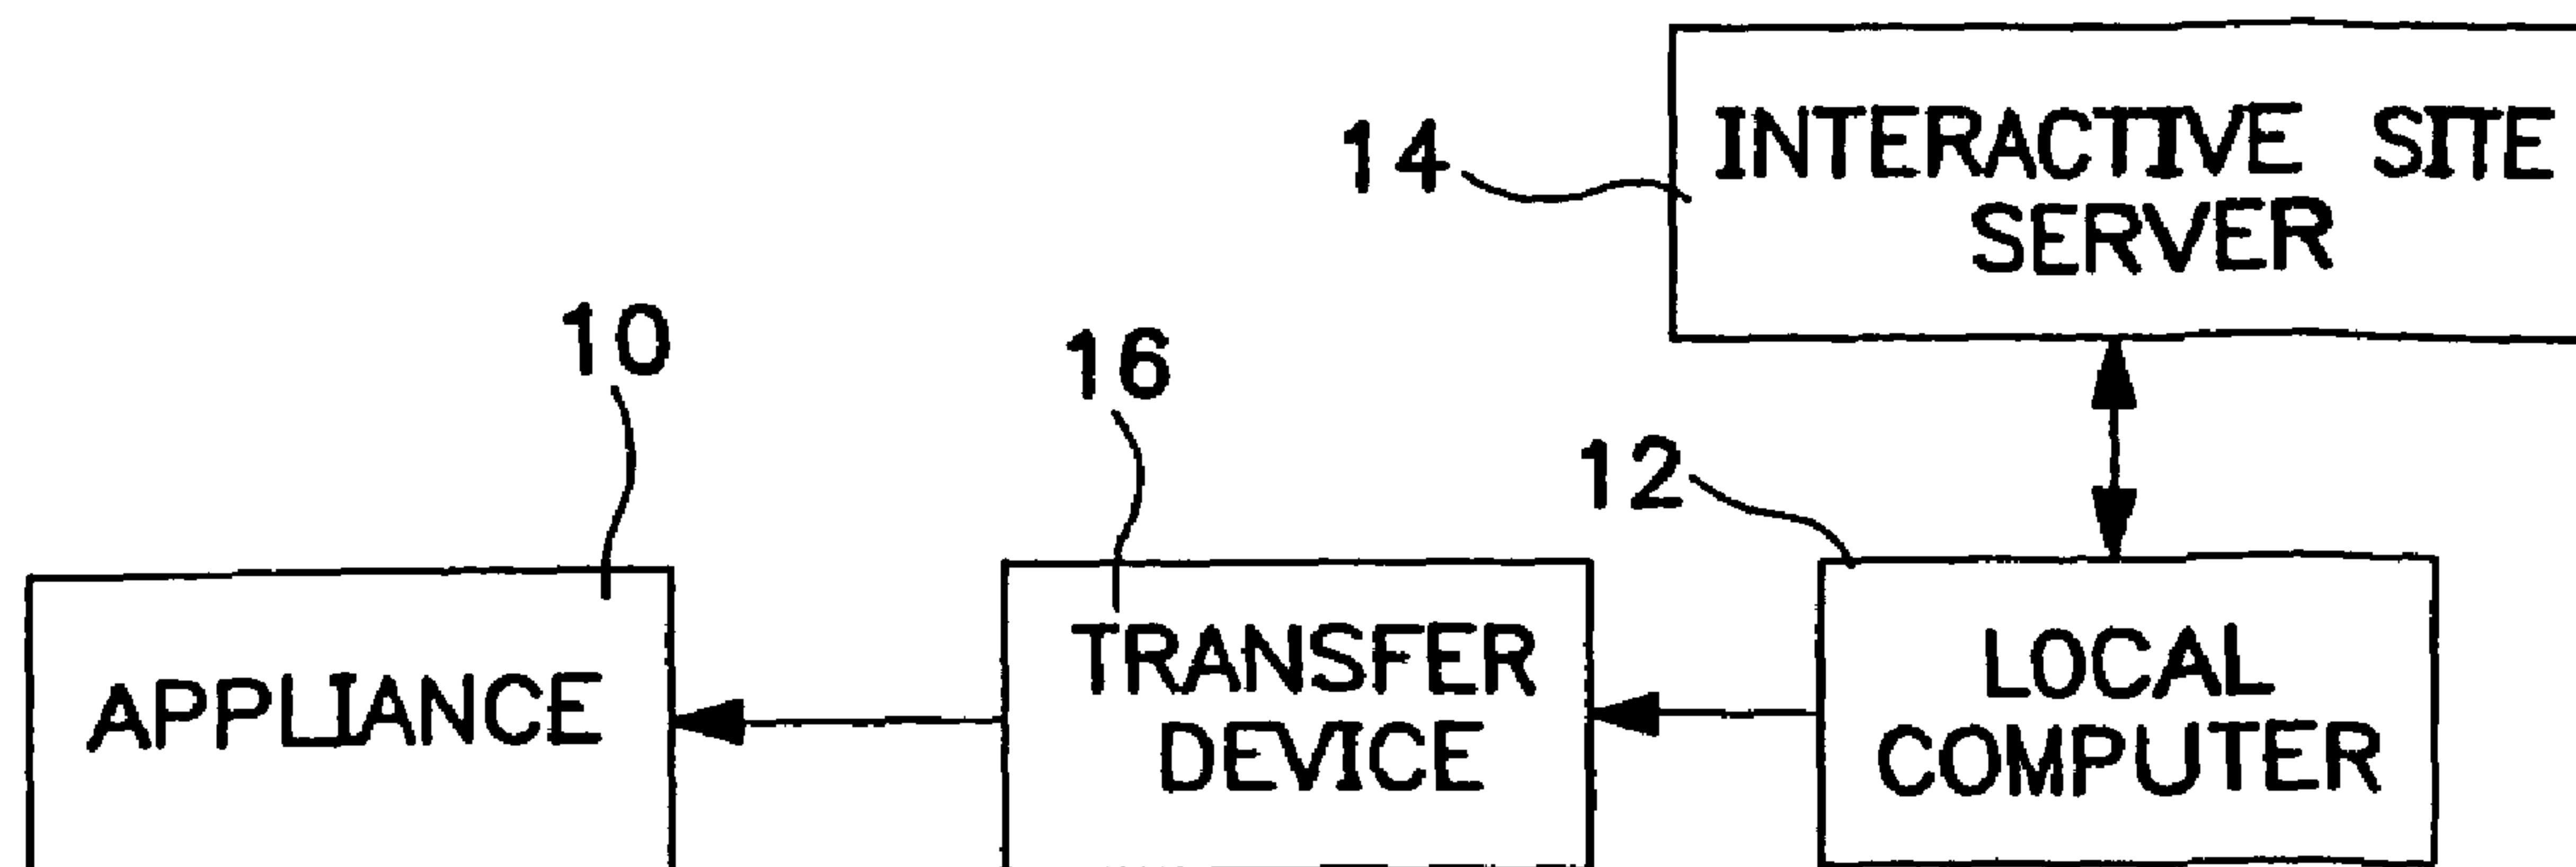 14
INTERACTIVE SITE
SERVER
10
16
12
APPLIANCE
TRANSFER
DEVICE
LOCAL
COMPUTER